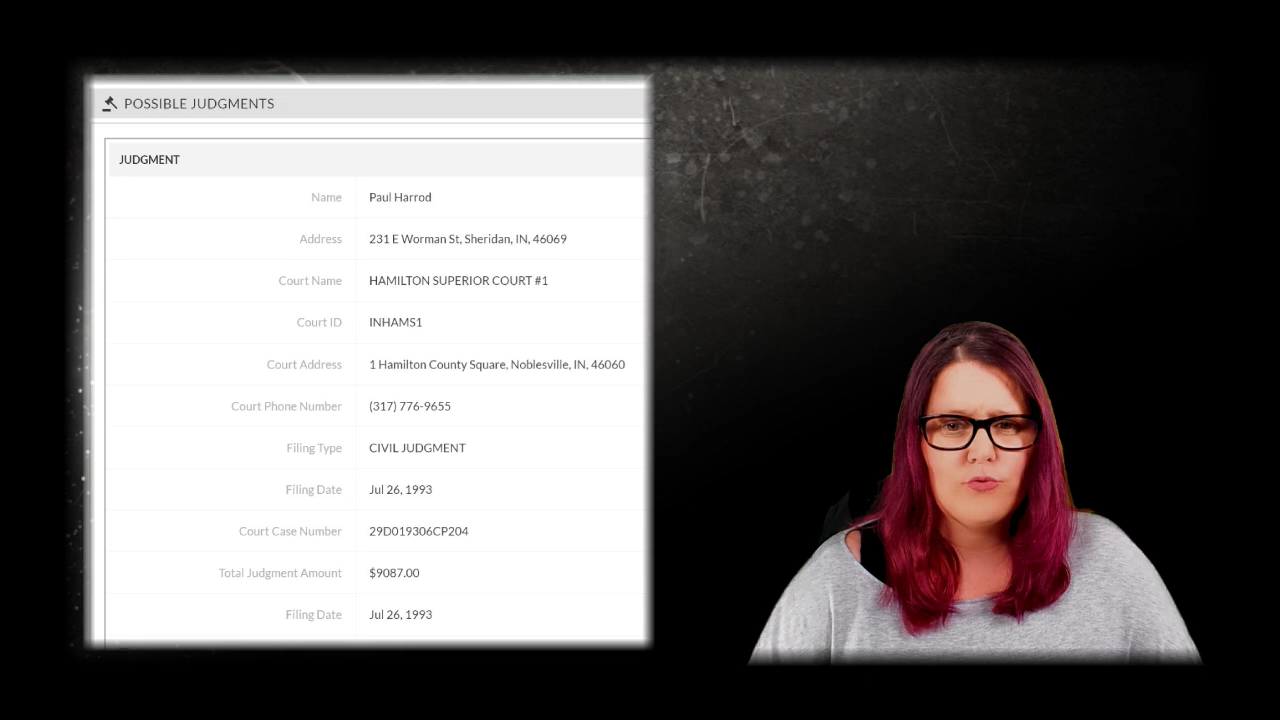 POSSIBLE JUDGMENTS
JUDGMENT
Name Paul Harrod
Address 231 E Worman St, Sheridan, IN, 46069
Court Name HAMILTON SUPERIOR COURT #1
Court ID INHAMS1
Court Address 1 Hamilton County Square, Noblesville, IN, 46060
Court Phone Number (317) 776-9655
Filing Type CIVIL JUDGMENT
Filing Date Jul 26, 1993
Court Case Number 29D019306CP204
Total Judgment Amount $9087.00
Filing Date Jul 26, 1993